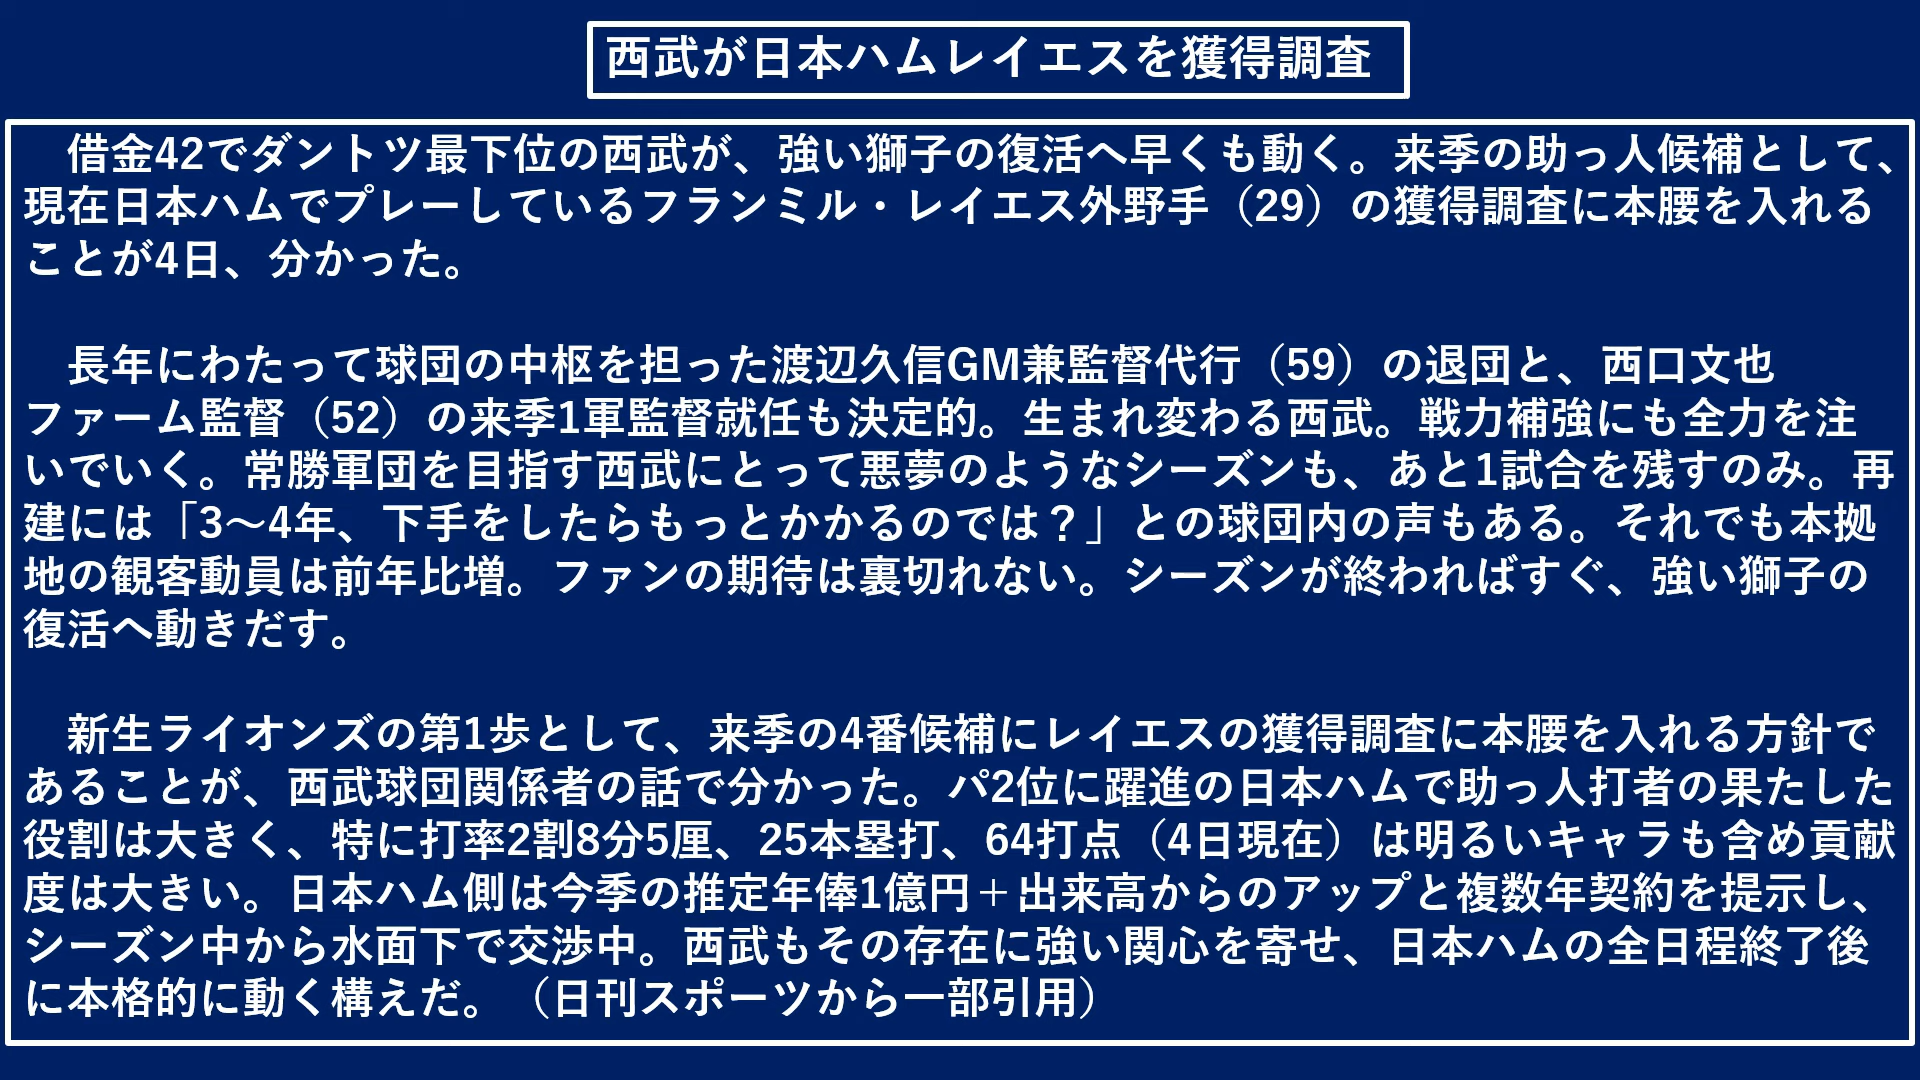 西武が日本ハムレイエスを獲得調査
　借金42でダントツ最下位の西武が、強い獅子の復活へ早くも動く。来季の助っ人候補として、
現在日本ハムでプレーしているフランミル・レイエス外野手（29）の獲得調査に本腰を入れる
ことが4日、分かった。
　長年にわたって球団の中枢を担った渡辺久信GM兼監督代行（59）の退団と、西口文也
ファーム監督（52）の来季1軍監督就任も決定的。生まれ変わる西武。戦力補強にも全力を注
いでいく。常勝軍団を目指す西武にとって悪夢のようなシーズンも、あと1試合を残すのみ。再
建には「3～4年、下手をしたらもっとかかるのでは？」との球団内の声もある。それでも本拠
地の観客動員は前年比増。ファンの期待は裏切れない。シーズンが終わればすぐ、強い獅子の
復活へ動きだす。
　新生ライオンズの第1歩として、来季の4番候補にレイエスの獲得調査に本腰を入れる方針で
あることが、西武球団関係者の話で分かった。パ2位に躍進の日本ハムで助っ人打者の果たした
役割は大きく、特に打率2割8分5厘、25本塁打、64打点（4日現在）は明るいキャラも含め貢献
度は大きい。日本ハム側は今季の推定年俸1億円＋出来高からのアップと複数年契約を提示し、
シーズン中から水面下で交渉中。西武もその存在に強い関心を寄せ、日本ハムの全日程終了後
に本格的に動く構えだ。（日刊スポーツから一部引用）